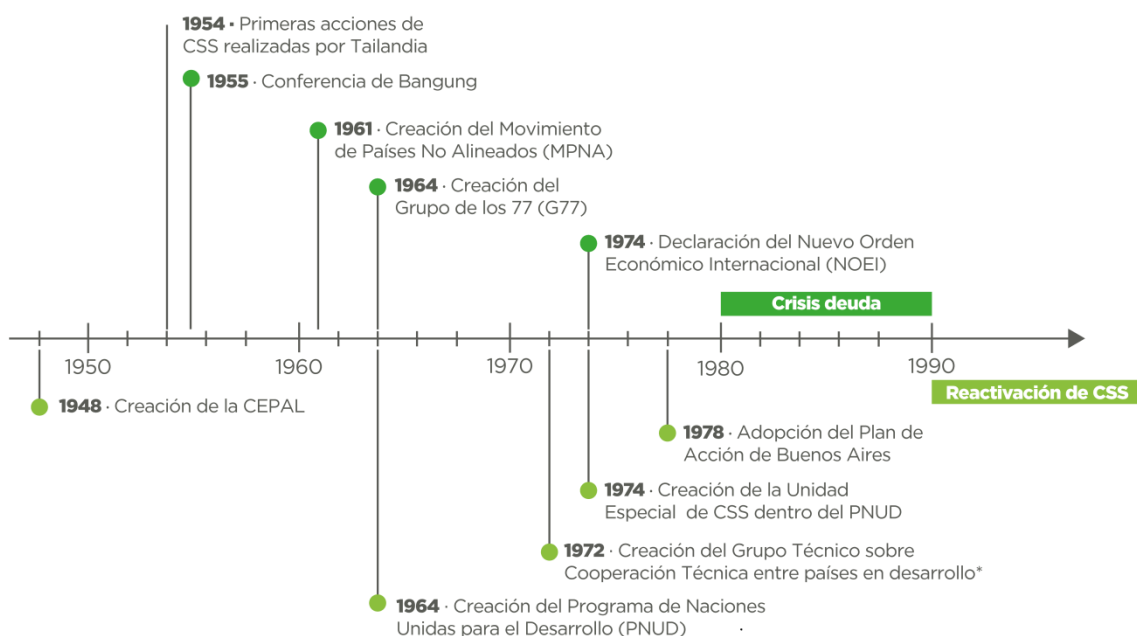 1954 · Primeras acciones de
CSS realizadas por Tailandia
1955 · Conferencia de Bangung
1961 · Creación del Movimiento
de Países No Alineados (MPNA)
1964 · Creación del
Grupo de los 77 (G77)
1974 · Declaración del Nuevo Orden
Económico Internacional (NOEI)
Crisis deuda
1950
1960
1970
1980
1990
Reactivación de CSS
1948 · Creación de la CEPAL
1978 · Adopción del Plan de
Acción de Buenos Aires
1974 · Creación de la Unidad
Especial de CSS dentro del PNUD
1972 · Creación del Grupo Técnico sobre
Cooperación Técnica entre países en desarrollo*
1964 · Creación del Programa de Naciones
Unidas para el Desarrollo (PNUD)